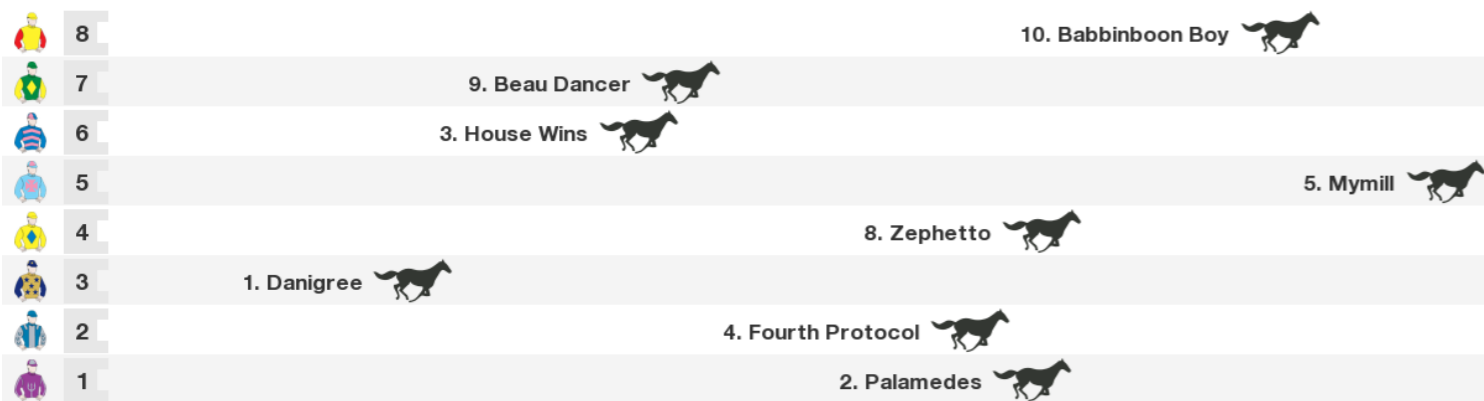 8 10. Babbinboon Boy
7 9. Beau Dancer
6 3. House Wins
5 5. Mymill
4 8. Zephetto
3 1. Danigree
2 4. Fourth Protocol
1 2. Palamedes